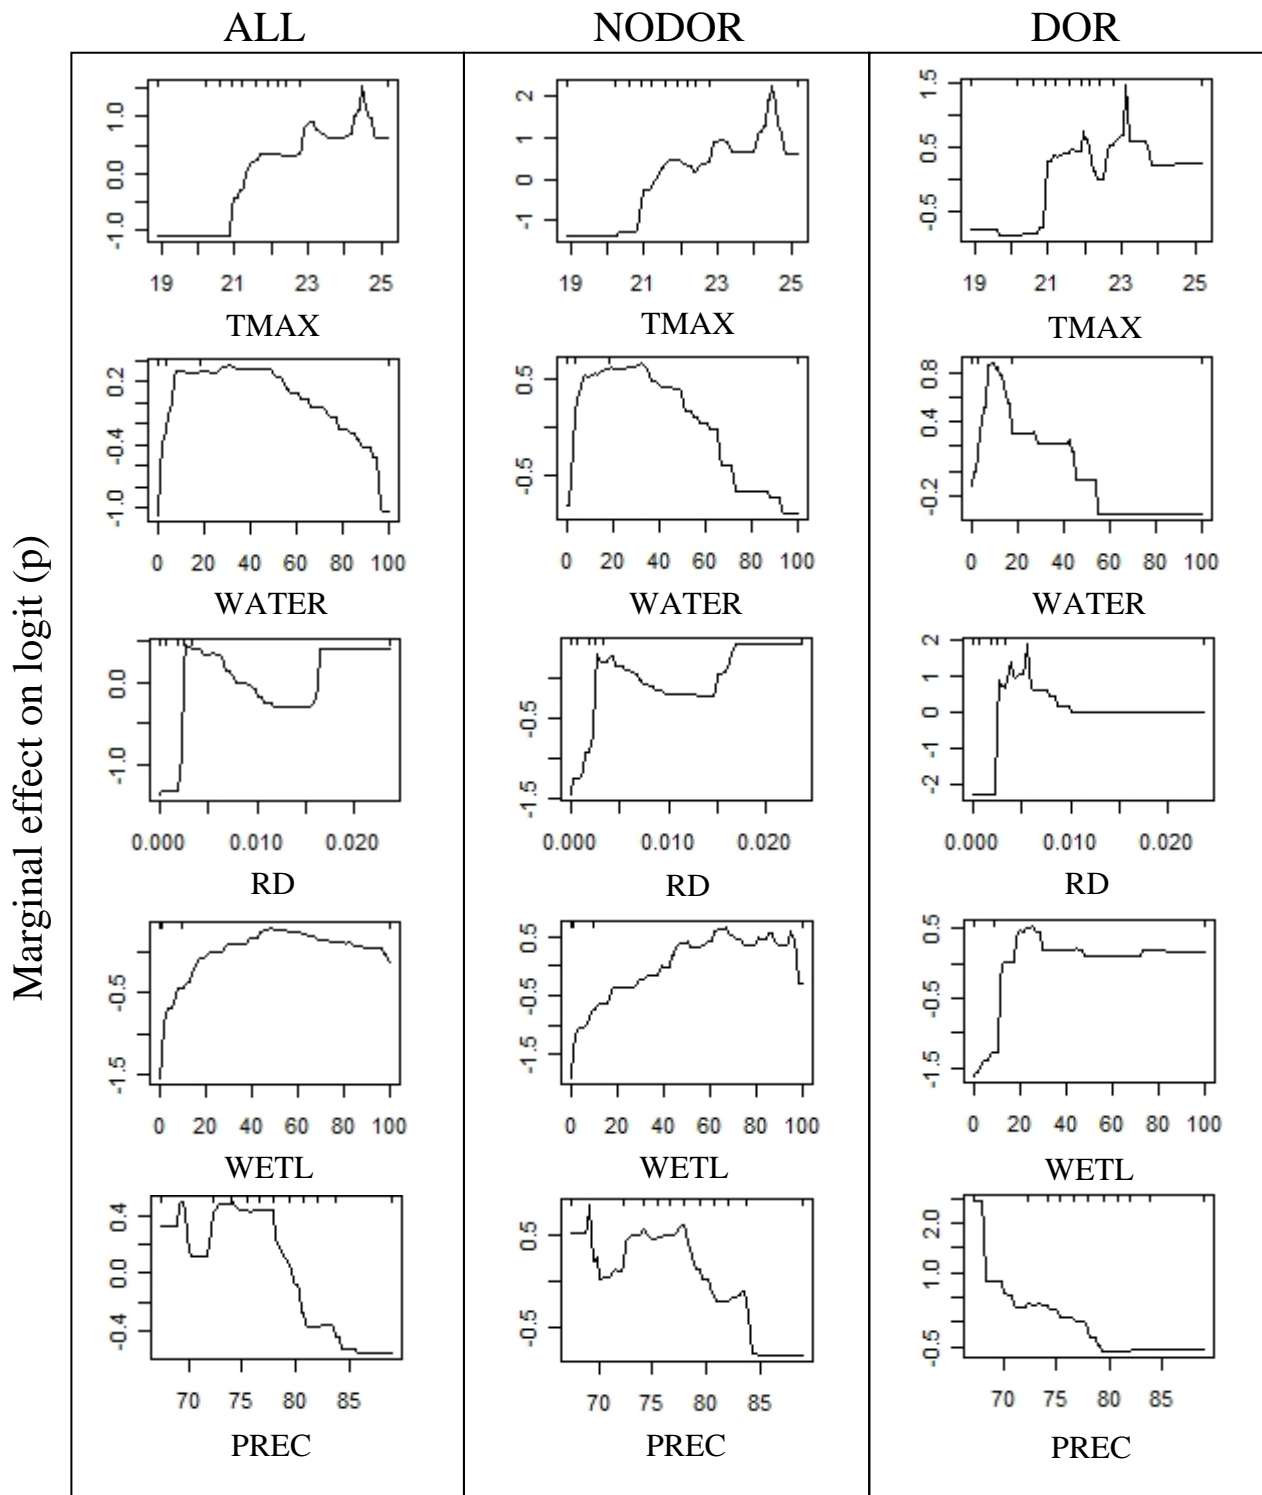 ALL NODOR DOR
Marginal effect on logit (p)
-1.0 0.0 1.0
19 21 23 25
TMAX
-1 0 1 2
19 21 23 25
TMAX
-0.5 0.5 1.5
19 21 23 25
TMAX
-1.0 -0.4 0.2
0 20 40 60 80 100
WATER
-0.5 0.5
0 20 40 60 80 100
WATER
-0.2 0.4 0.8
0 20 40 60 80 100
WATER
-1.0 0.0
0.000 0.010 0.020
RD
-1.5 -0.5
0.000 0.010 0.020
RD
-2 -1 0 1 2
0.000 0.010 0.020
RD
-1.5 -0.5
0 20 40 60 80 100
WETL
-1.5 -0.5 0.5
0 20 40 60 80 100
WETL
-1.5 -0.5 0.5
0 20 40 60 80 100
WETL
-0.4 0.0 0.4
70 75 80 85
PREC
-0.5 0.5
70 75 80 85
PREC
-0.5 1.0 2.0
70 75 80 85
PREC